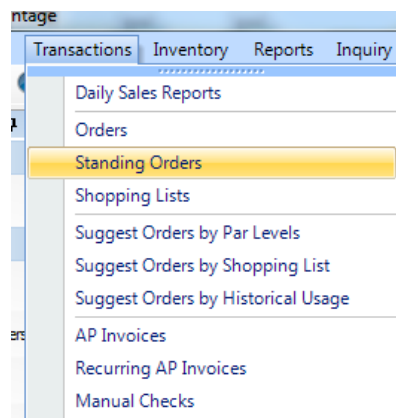 ntage
Transactions Inventory Reports Inquiry
Daily Sales Reports
Orders
Standing Orders
Shopping Lists
Suggest Orders by Par Levels
Suggest Orders by Shopping List
Suggest Orders by Historical Usage
AP Invoices
Recurring AP Invoices
Manual Checks